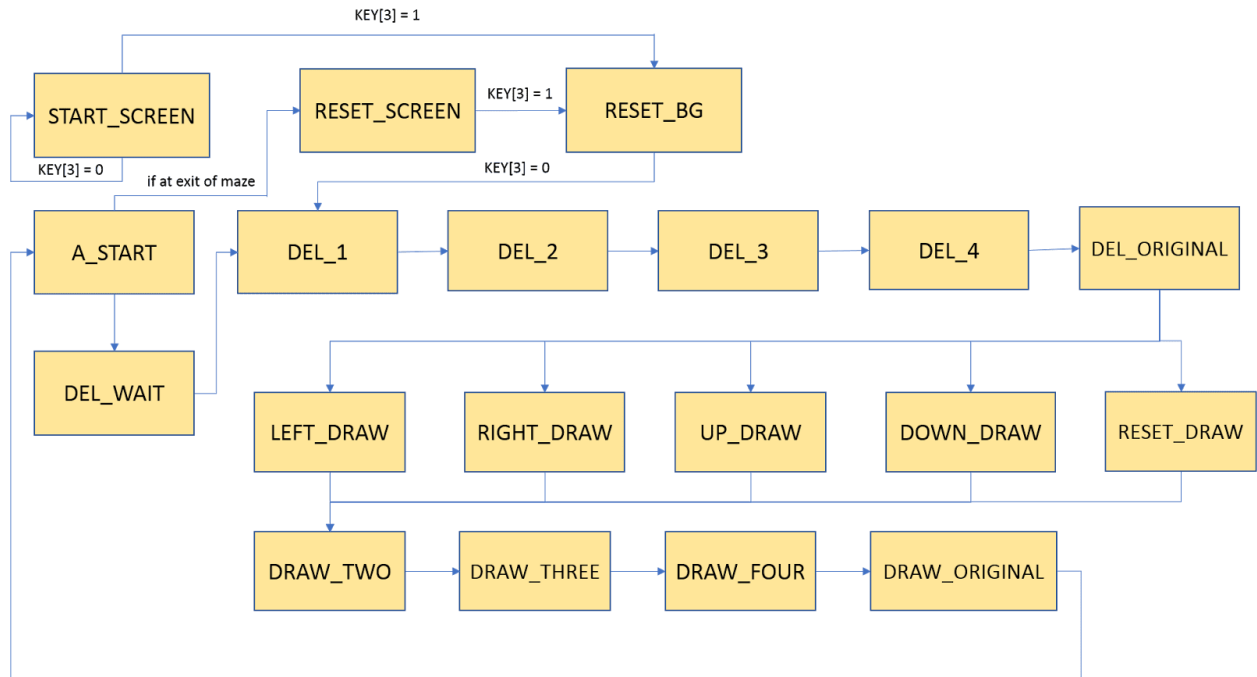 KEY[3] = 1
START_SCREEN
RESET_SCREEN
KEY[3] = 1
RESET_BG
KEY[3] = 0
if at exit of maze
KEY[3] = 0
A_START
DEL_1
DEL_2
DEL_3
DEL_4
DEL_ORIGINAL
DEL_WAIT
LEFT_DRAW
RIGHT_DRAW
UP_DRAW
DOWN_DRAW
RESET_DRAW
DRAW_TWO
DRAW_THREE
DRAW_FOUR
DRAW_ORIGINAL